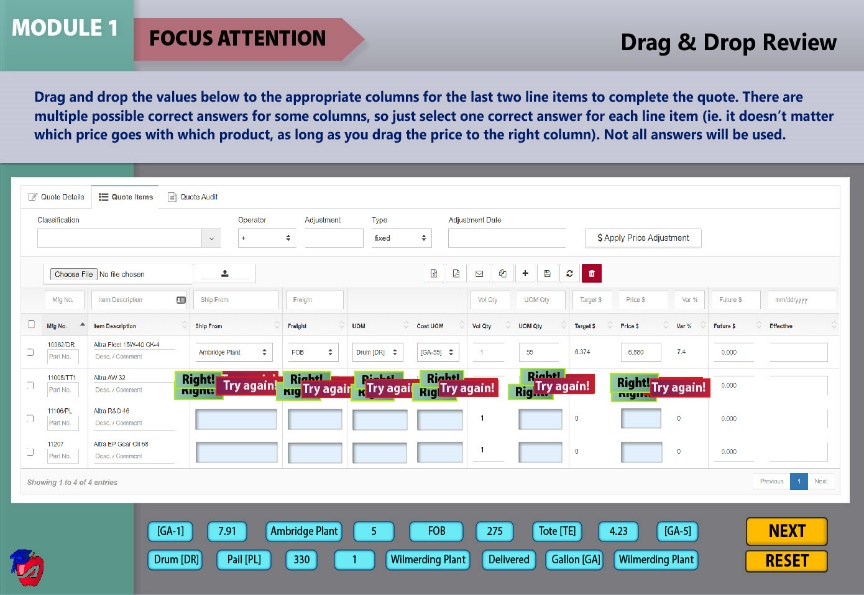 MODULE 1
FOCUS ATTENTION
Drag & Drop Review
Drag and drop the values below to the appropriate columns for the last two line items to complete the quote. There are
multiple possible correct answers for some columns, so just select one correct answer for each line item (ie. it doesn't matter
which price goes with which product, as long as you drag the price to the right column). Not all answers will be used.
Quote Details Quote Items Quote Audit
Classification Operator Adjustment Type Adjustment Date
+ fixed $ Apply Price Adjustment
Choose File No file chosen
Mfg No. Item Description Ship From Freight Vol Qty UOM Qty Target $ Price $ Var % Future $ mm/dd/yyyy
Mfg No. Item Description Ship From Freight UOM Cost UOM Vol Qty UOM Qty Target $ Price $ Var % Future $ Effective
10382/DR Altra Fleet 15W-40 CK-4
Ambridge Plant FOB Drum [DR] [GA-55] 1 55 6.374 6.880 7.4 0.000
Part No. Desc. / Comment
11005/TT1 Altra AW 32
Right! Try again! Right! Try again! Right! Try again! Right! Try again! Right! Try again! Right! Try again! 0 0.000
Part No. Desc. / Comment
11106/PL Altra R&D 46
1 0 0 0.000
Part No. Desc. / Comment
11207 Altra EP Gear Oil 68
1 0 0 0.000
Part No. Desc. / Comment
Showing 1 to 4 of 4 entries Previous 1 Next
[GA-1] 7.91 Ambridge Plant 5 FOB 275 Tote [TE] 4.23 [GA-5] NEXT
Drum [DR] Pail [PL] 330 1 Wilmerding Plant Delivered Gallon [GA] Wilmerding Plant RESET